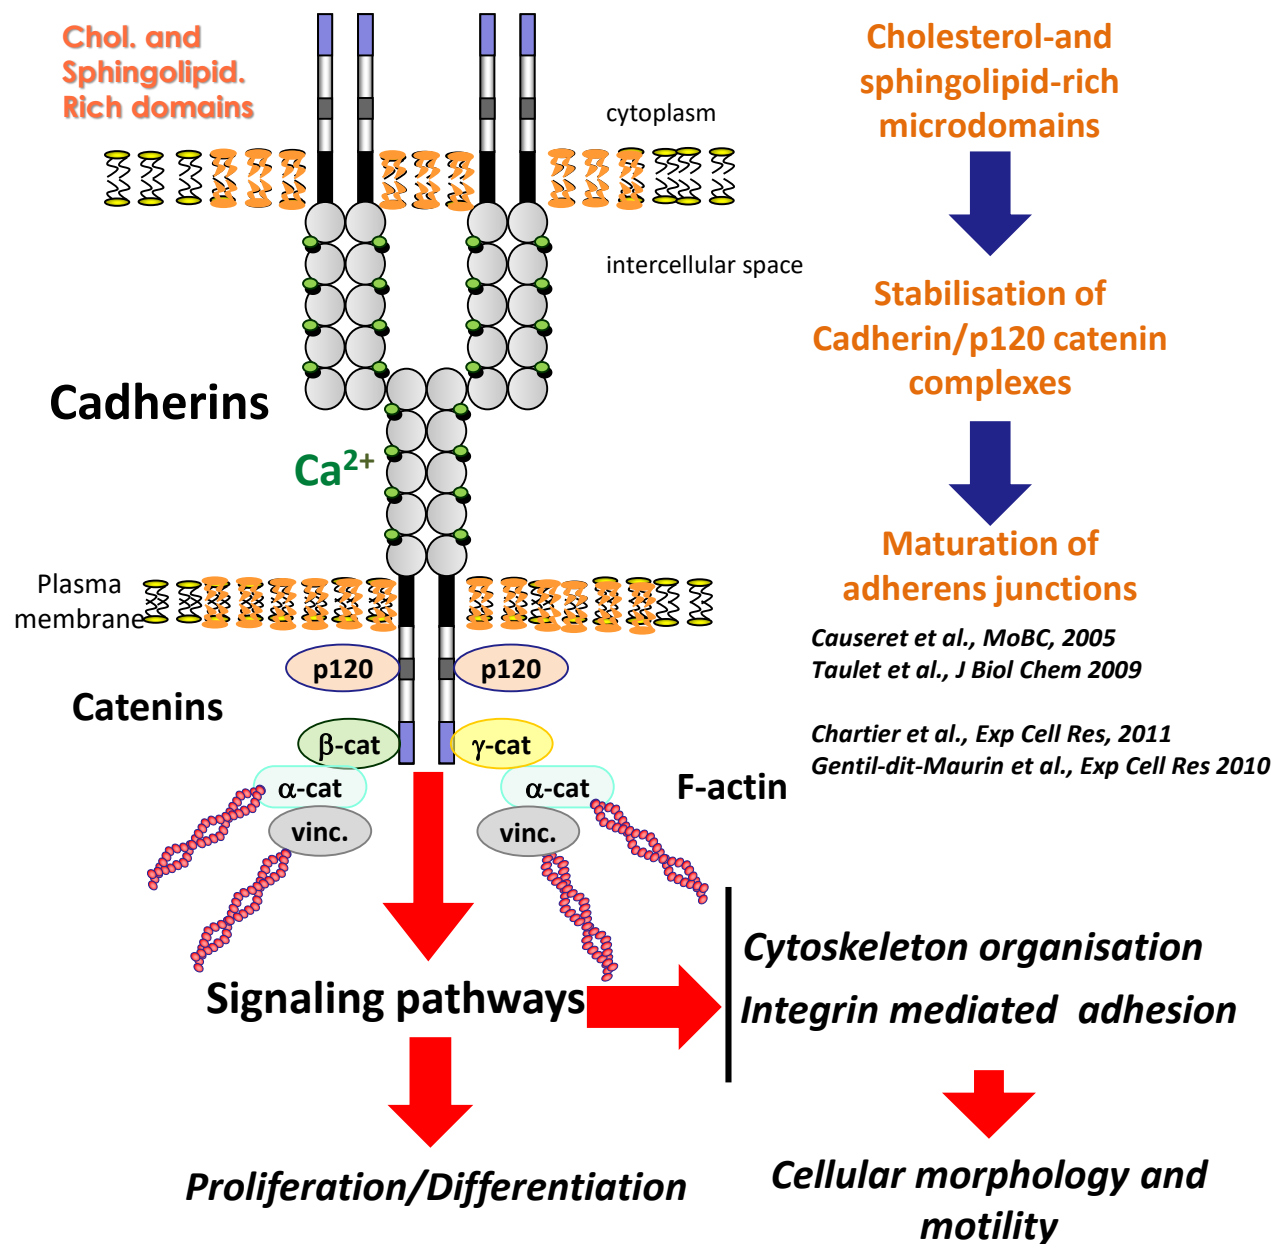 Chol. and
Sphingolipid.
Rich domains
cytoplasm
intercellular space
Cadherins
Ca2+
Plasma
membrane
p120
p120
Catenins
β-cat
γ-cat
α-cat
α-cat
vinc.
vinc.
F-actin
Signaling pathways
Proliferation/Differentiation
Cholesterol-and
sphingolipid-rich
microdomains
Stabilisation of
Cadherin/p120 catenin
complexes
Maturation of
adherens junctions
Causeret et al., MoBC, 2005
Taulet et al., J Biol Chem 2009
Chartier et al., Exp Cell Res, 2011
Gentil-dit-Maurin et al., Exp Cell Res 2010
Cytoskeleton organisation
Integrin mediated  adhesion
Cellular morphology and
motility